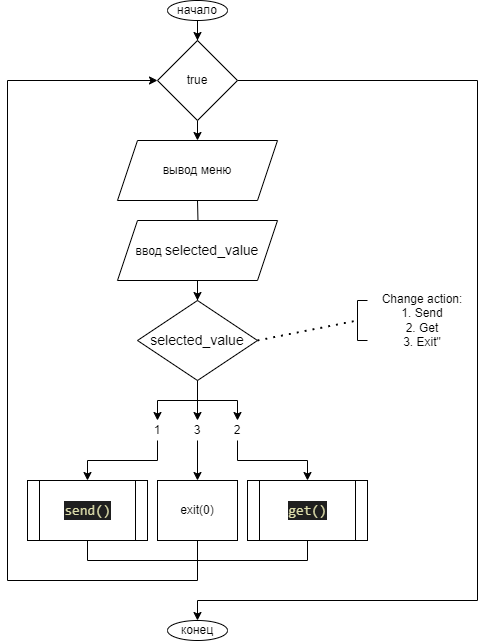 начало
true
вывод меню
ввод selected_value
selected_value
Change action:
1. Send
2. Get
3. Exit"
1
3
2
send()
exit(0)
get()
конец